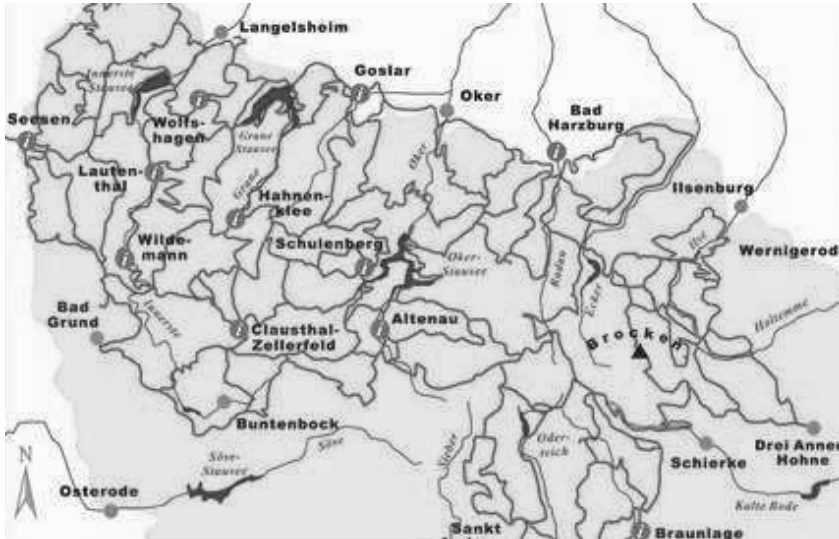 Langelsheim
Innerste
Stausee
Goslar
Oker
Bad
Harzburg
Seesen
Wolfs-
hagen
Grane
Stausee
Oker
Lauten-
thal
Grane
Hahnen-
klee
Ilsenburg
Ilse
Wernigerod
Wilde-
mann
Schulenberg
Oker-
Stausee
Radau
Ecker
Bad
Grund
Innerste
Clausthal-
Zellerfeld
Altenau
Brocken
Holtemme
Buntenbock
Söse
Söse-
Stausee
Sieber
Oder-
teich
Drei Annen
Hohne
Schierke
N
Osterode
Kalte Bode
Sankt
Braunlage